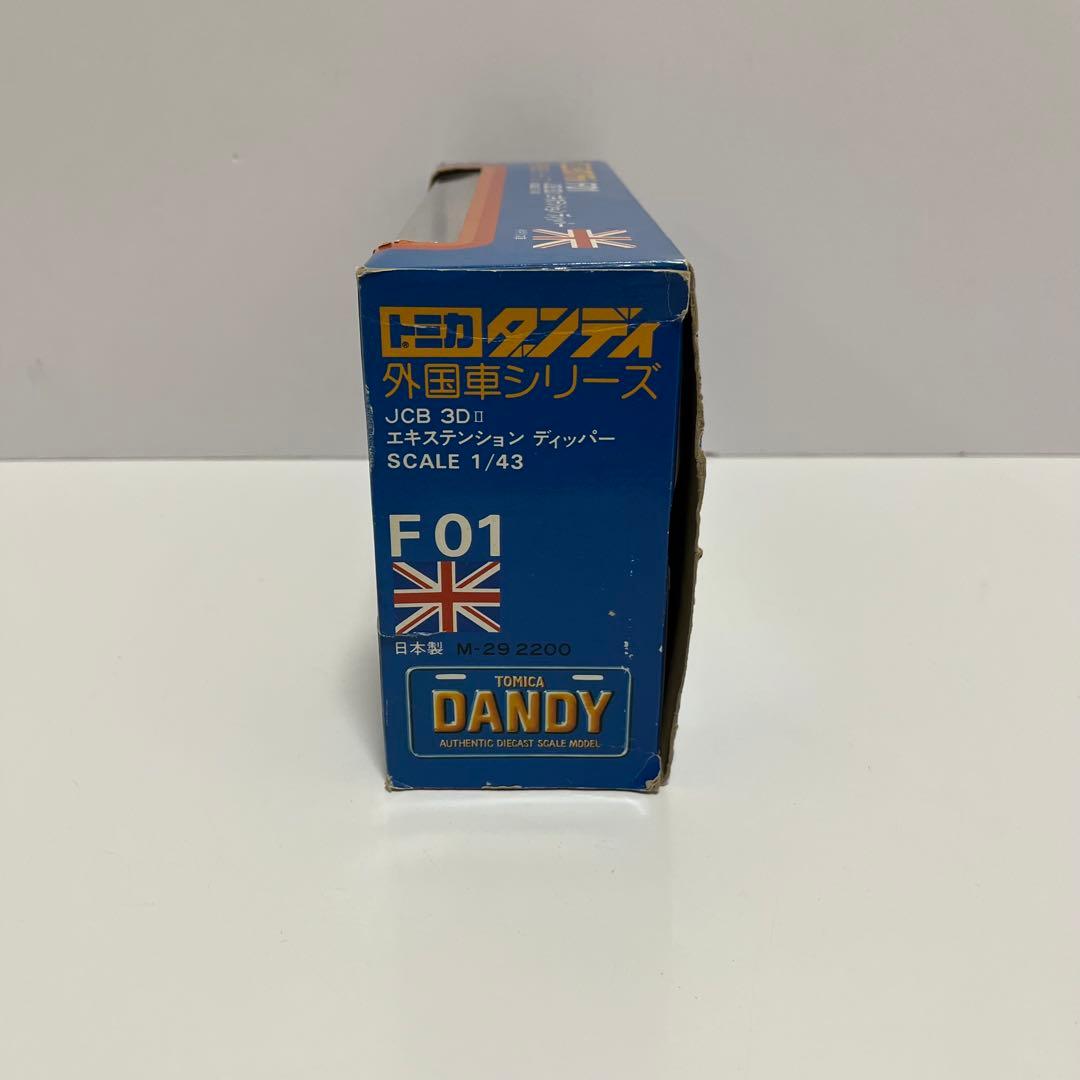 トミカ ダンディ
外国車シリーズ
JCB 3DⅡ
エキステンション ディッパー
SCALE 1/43
F 01
日本製 M-29 2200
TOMICA
DANDY
AUTHENTIC DIECAST SCALE MODEL